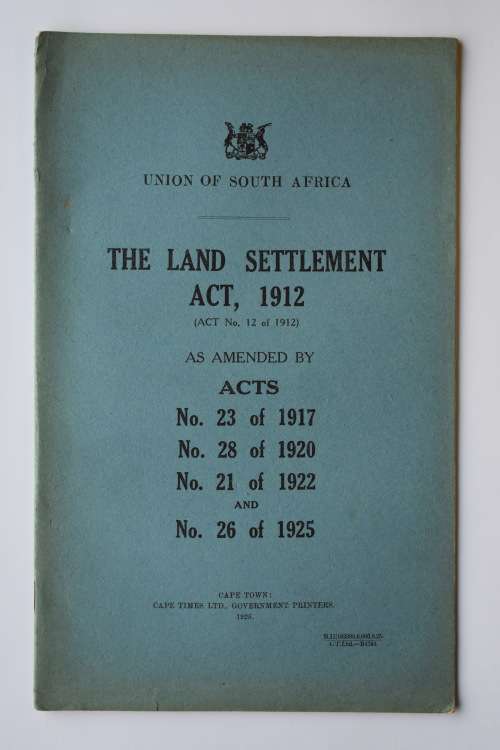 UNION OF SOUTH AFRICA
THE LAND SETTLEMENT
ACT, 1912
(ACT No. 12 of 1912)
AS AMENDED BY
ACTS
No. 23 of 1917
No. 28 of 1920
No. 21 of 1922
AND
No. 26 of 1925
CAPE TOWN:
CAPE TIMES LTD., GOVERNMENT PRINTERS.